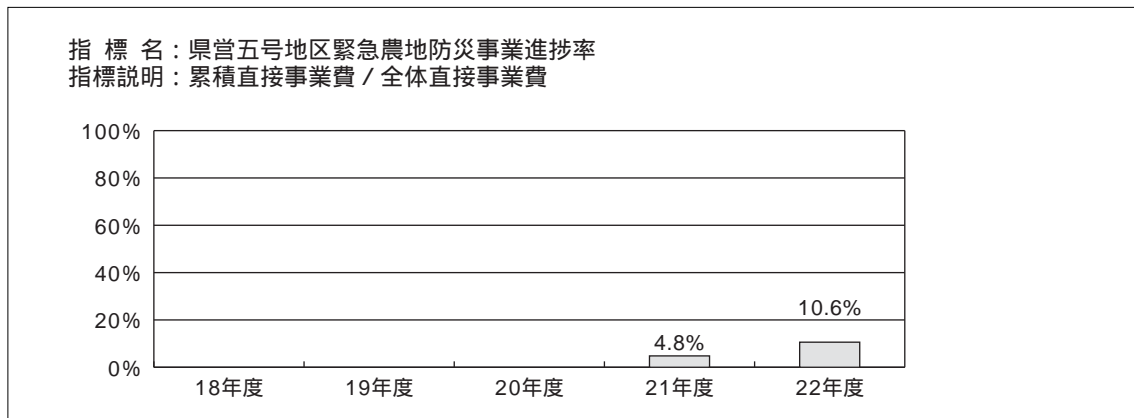 指 標 名：県営五号地区緊急農地防災事業進捗率
指標説明：累積直接事業費 / 全体直接事業費
100%
80%
60%
40%
20%
0%
4.8%
10.6%
18年度 19年度 20年度 21年度 22年度